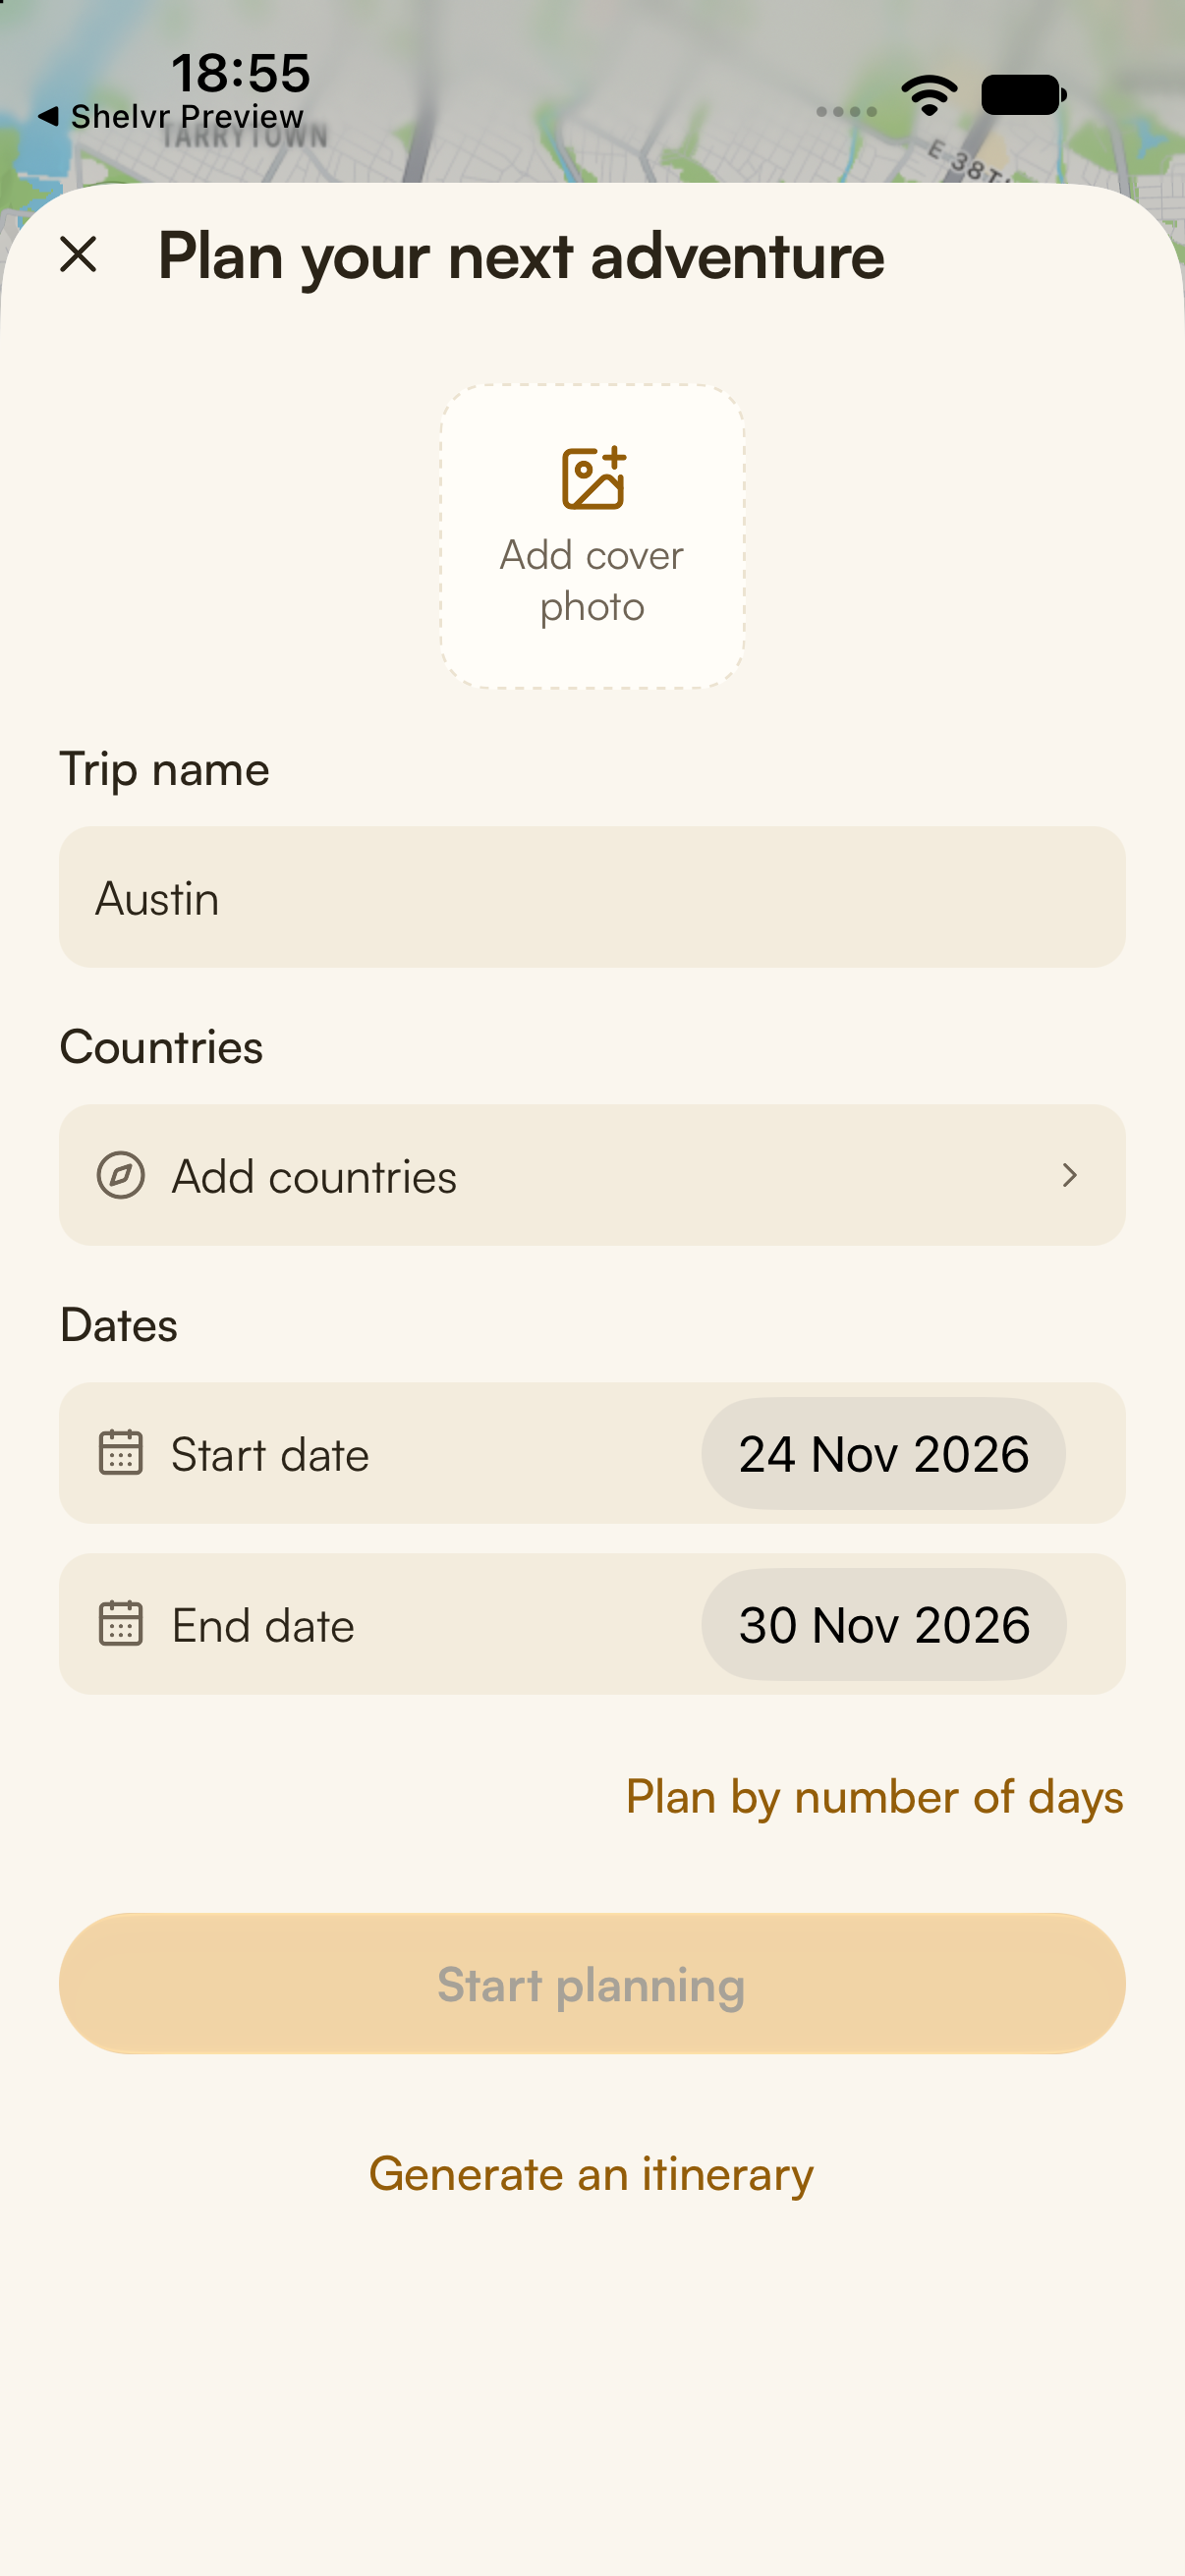 18:55
Shelvr Preview
TARRYTOWN
Plan your next adventure
Add cover
photo
Trip name
Austin
Countries
Add countries
Dates
Start date 24 Nov 2026
End date 30 Nov 2026
Plan by number of days
Start planning
Generate an itinerary